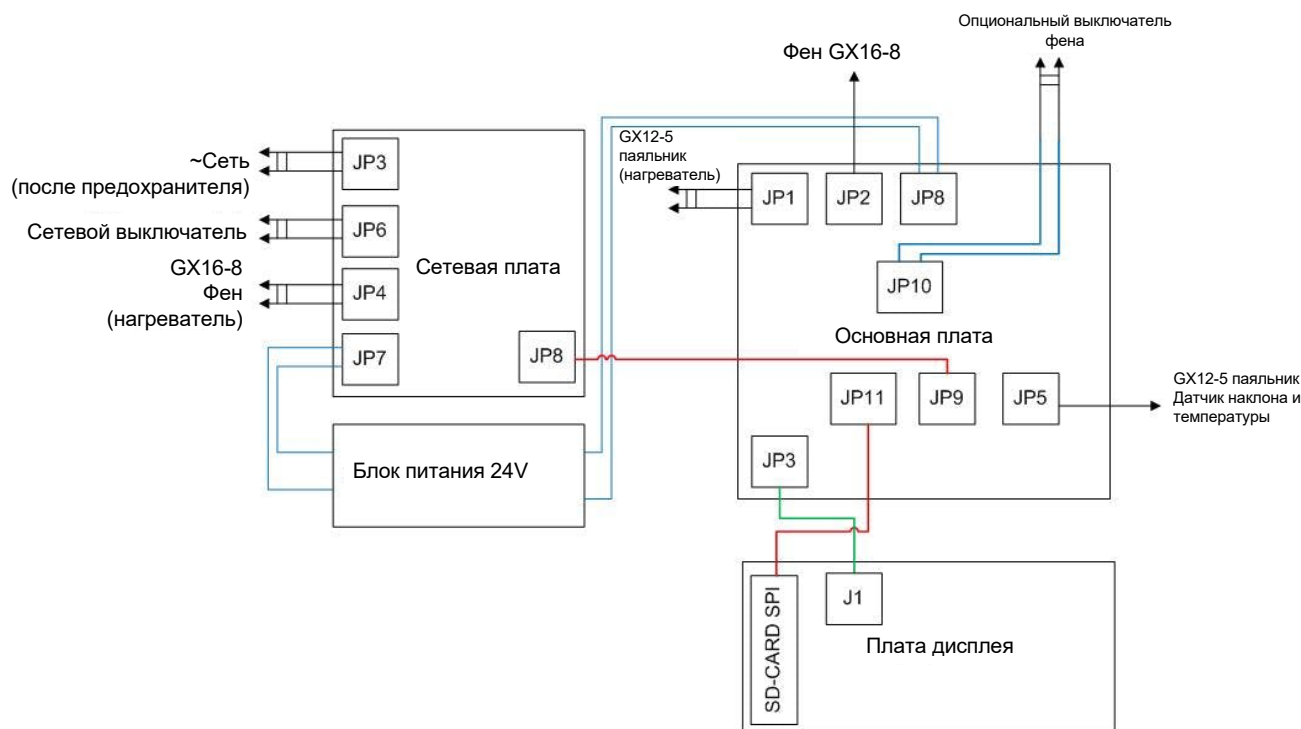 Опциональный выключатель
фена
Фен GX16-8
GX12-5
паяльник
(нагреватель)
~Сеть
(после предохранителя)
JP3
Сетевой выключатель
JP6
GX16-8
Фен
(нагреватель)
JP4
JP7
Сетевая плата
JP8
Блок питания 24V
JP1
JP2
JP8
JP10
Основная плата
JP11
JP9
JP5
GX12-5 паяльник
Датчик наклона и
температуры
JP3
SD-CARD SPI
J1
Плата дисплея